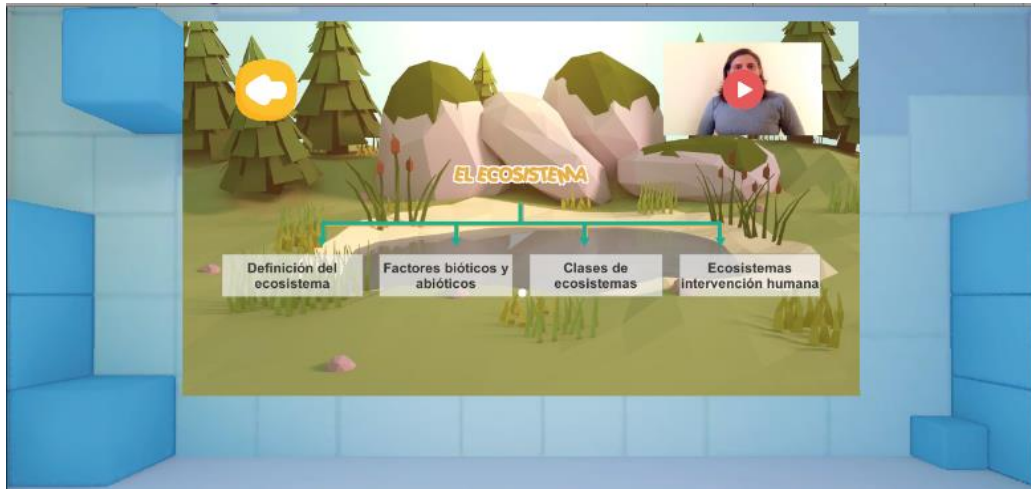 EL ECOSISTEMA
Definición del
ecosistema
Factores bióticos y
abióticos
Clases de
ecosistemas
Ecosistemas
intervención humana